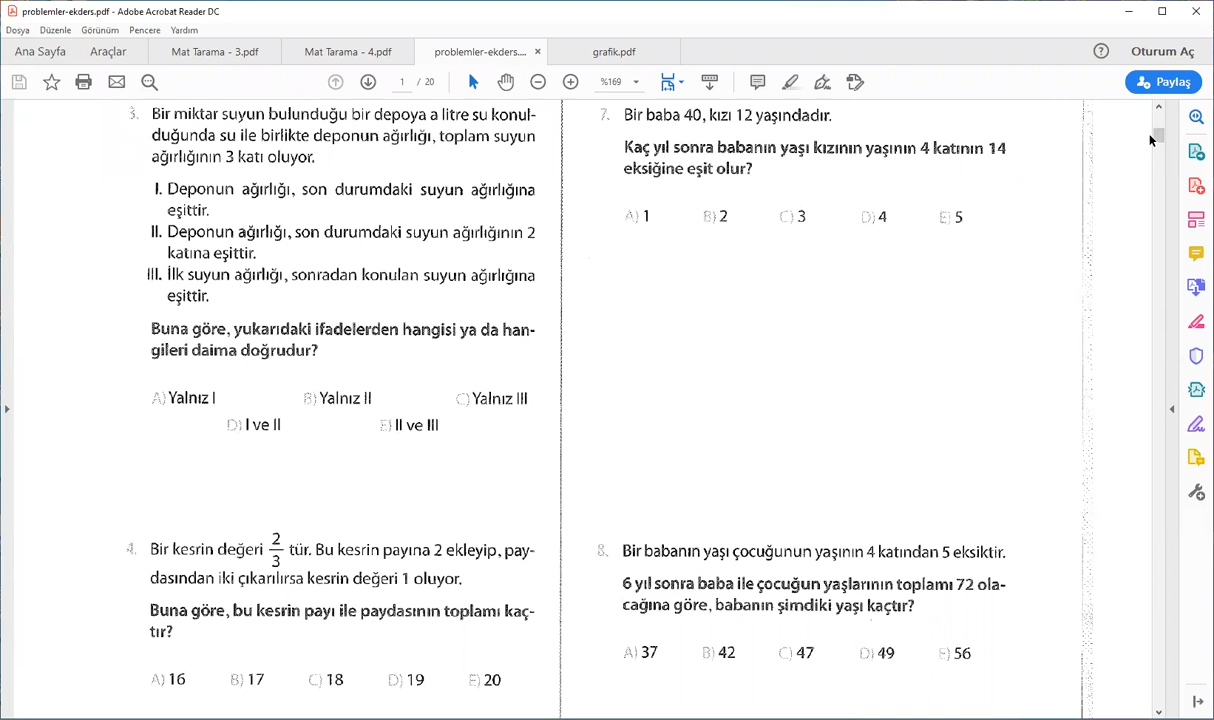 problemler-ekders.pdf - Adobe Acrobat Reader DC
Dosya Düzenle Görünüm Pencere Yardım
Ana Sayfa Araçlar Mat Tarama - 3.pdf Mat Tarama - 4.pdf problemler-ekders.... × grafik.pdf Oturum Aç
1 / 20 %169 Paylaş
3. Bir miktar suyun bulunduğu bir depoya a litre su konul-
duğunda su ile birlikte deponun ağırlığı, toplam suyun
ağırlığının 3 katı oluyor.
I. Deponun ağırlığı, son durumdaki suyun ağırlığına
eşittir.
II. Deponun ağırlığı, son durumdaki suyun ağırlığının 2
katına eşittir.
III. İlk suyun ağırlığı, sonradan konulan suyun ağırlığına
eşittir.
Buna göre, yukarıdaki ifadelerden hangisi ya da han-
gileri daima doğrudur?
A) Yalnız I B) Yalnız II C) Yalnız III
D) I ve II E) II ve III
4. Bir kesrin değeri 2/3 tür. Bu kesrin payına 2 ekleyip, pay-
dasından iki çıkarılırsa kesrin değeri 1 oluyor.
Buna göre, bu kesrin payı ile paydasının toplamı kaç-
tır?
A) 16 B) 17 C) 18 D) 19 E) 20
7. Bir baba 40, kızı 12 yaşındadır.
Kaç yıl sonra babanın yaşı kızının yaşının 4 katının 14
eksiğine eşit olur?
A) 1 B) 2 C) 3 D) 4 E) 5
8. Bir babanın yaşı çocuğunun yaşının 4 katından 5 eksiktir.
6 yıl sonra baba ile çocuğun yaşlarının toplamı 72 ola-
cağına göre, babanın şimdiki yaşı kaçtır?
A) 37 B) 42 C) 47 D) 49 E) 56